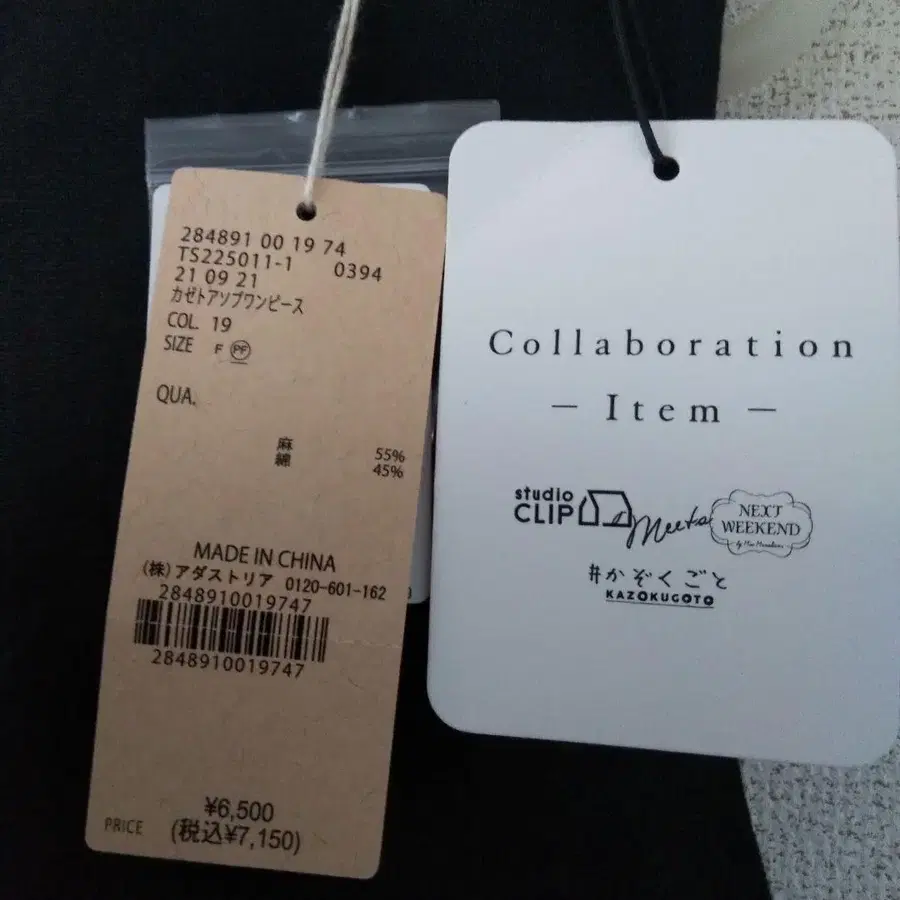 284891 00 19 74
TS225011-1 0394
21 09 21
カゼトアソブワンピース
COL. 19
SIZE F PF
QUA.
麻 55%
綿 45%
MADE IN CHINA
(株)アダストリア 0120-601-162
2848910019747
2848910019747
¥6,500
PRICE (税込¥7,150)
Collaboration
— Item —
studio
CLIP
Meets
NEXT
WEEKEND
#かぞくごと
KAZOKUGOTO